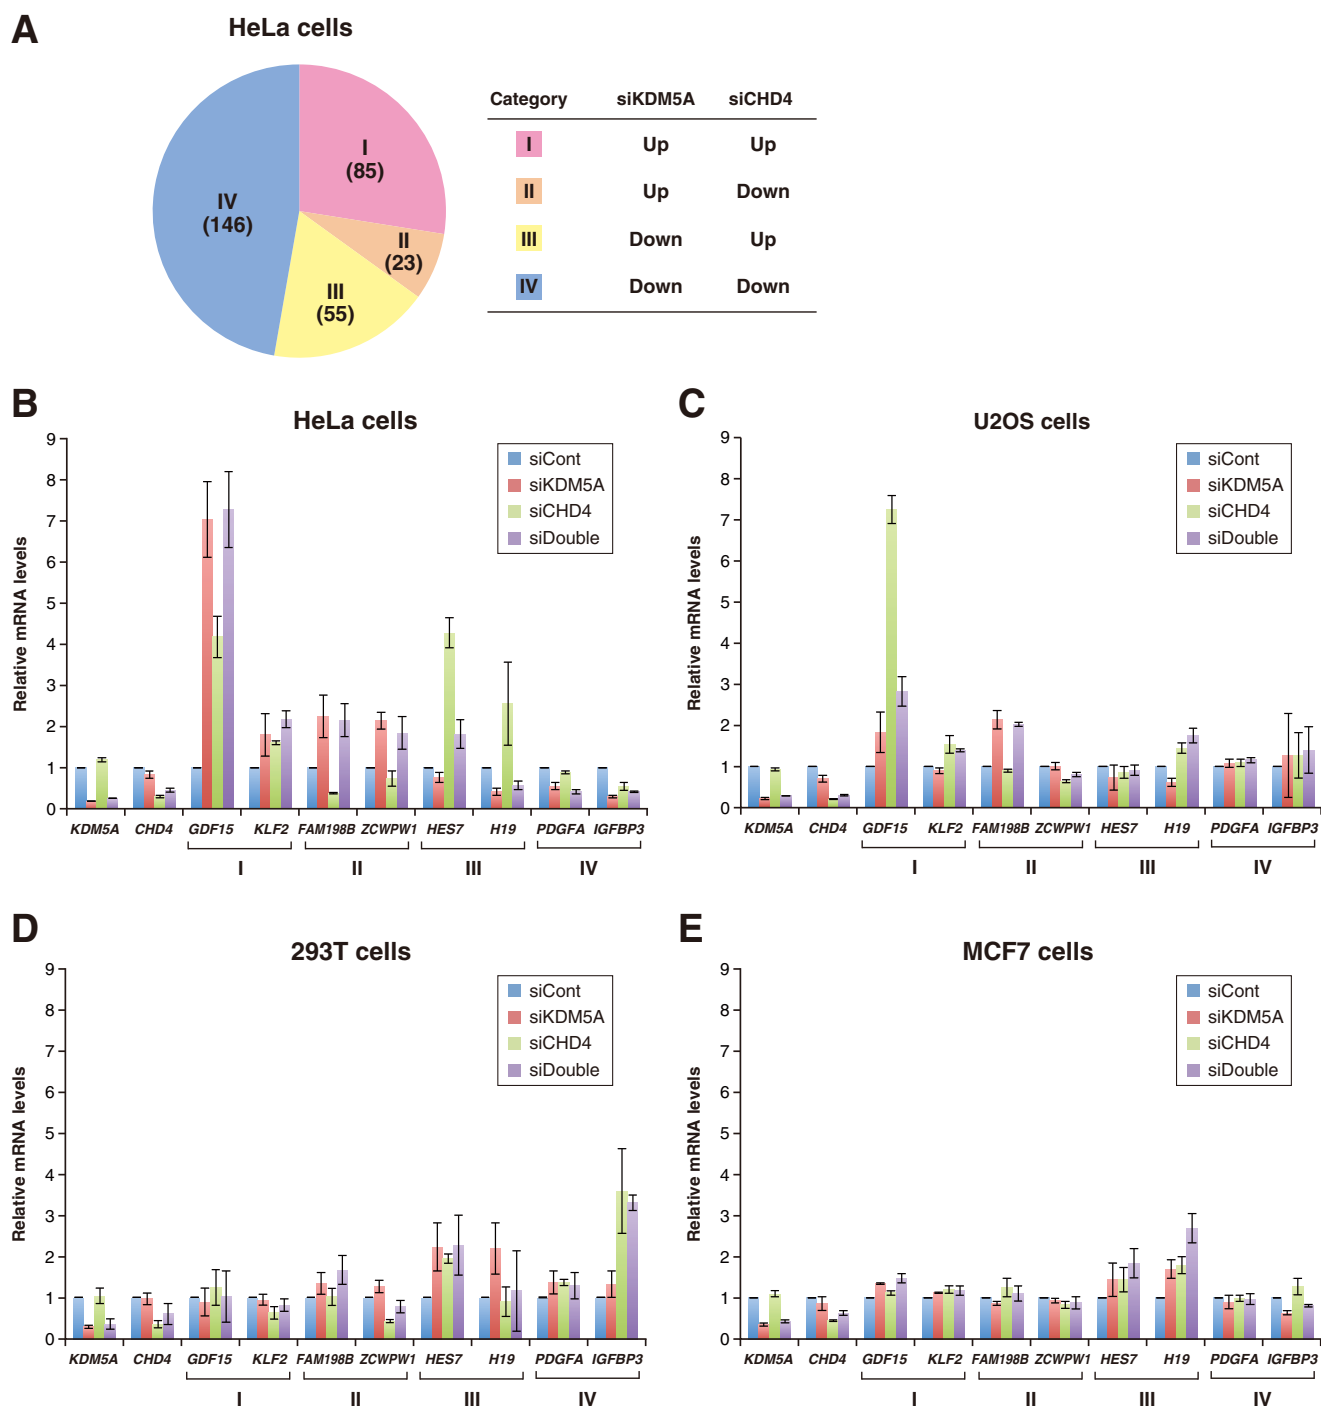 A
HeLa cells
I
(85)
II
(23)
III
(55)
IV
(146)
Category siKDM5A siCHD4
I Up Up
II Up Down
III Down Up
IV Down Down
B
HeLa cells
Relative mRNA levels
9
8
7
6
5
4
3
2
1
0
siCont
siKDM5A
siCHD4
siDouble
KDM5A CHD4 GDF15 KLF2 FAM198B ZCWPW1 HES7 H19 PDGFA IGFBP3
I II III IV
C
U2OS cells
Relative mRNA levels
9
8
7
6
5
4
3
2
1
0
siCont
siKDM5A
siCHD4
siDouble
KDM5A CHD4 GDF15 KLF2 FAM198B ZCWPW1 HES7 H19 PDGFA IGFBP3
I II III IV
D
293T cells
Relative mRNA levels
9
8
7
6
5
4
3
2
1
0
siCont
siKDM5A
siCHD4
siDouble
KDM5A CHD4 GDF15 KLF2 FAM198B ZCWPW1 HES7 H19 PDGFA IGFBP3
I II III IV
E
MCF7 cells
Relative mRNA levels
9
8
7
6
5
4
3
2
1
0
siCont
siKDM5A
siCHD4
siDouble
KDM5A CHD4 GDF15 KLF2 FAM198B ZCWPW1 HES7 H19 PDGFA IGFBP3
I II III IV